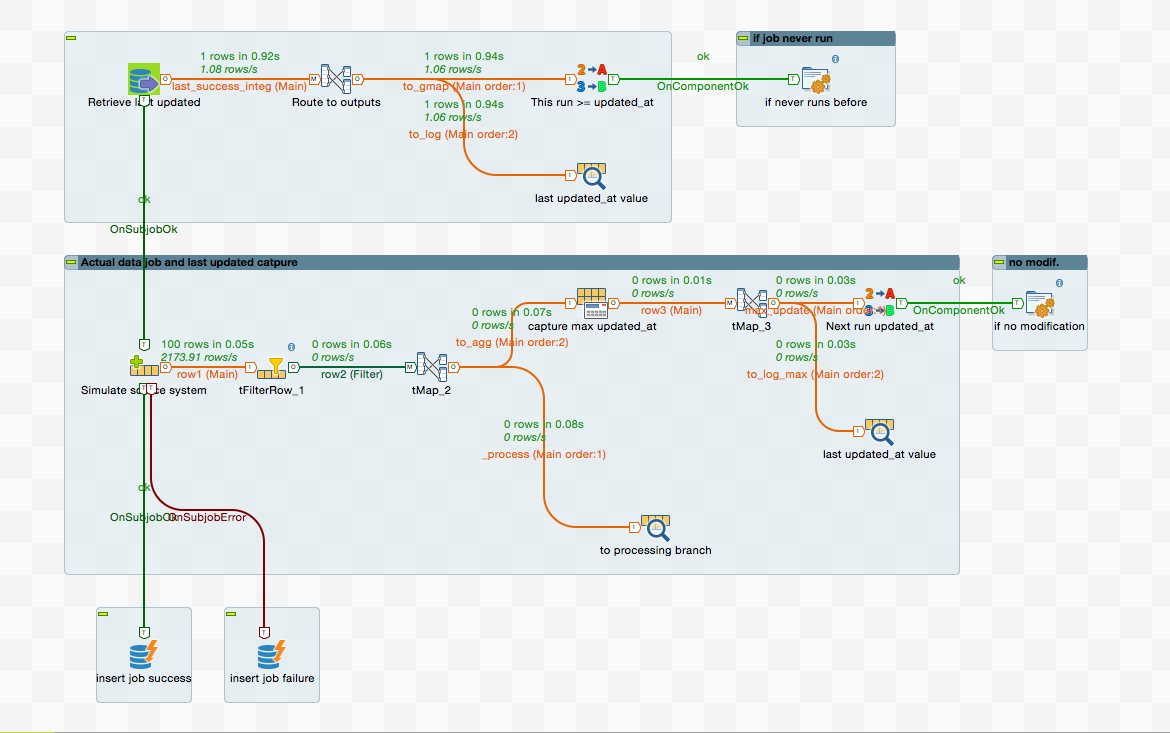 if job never run
1 rows in 0.92s
1.08 rows/s
last_success_integ (Main)
1 rows in 0.94s
1.06 rows/s
to_gmap (Main order:1)
ok
OnComponentOk
Retrieve last updated
Route to outputs
This run >= updated_at
if never runs before
1 rows in 0.94s
1.06 rows/s
to_log (Main order:2)
last updated_at value
ok
OnSubjobOk
Actual data job and last updated catpure
no modif.
0 rows in 0.01s
0 rows/s
row3 (Main)
0 rows in 0.03s
0 rows/s
max_update (Main order:1)
ok
OnComponentOk
0 rows in 0.07s
0 rows/s
to_agg (Main order:2)
capture max updated_at
tMap_3
Next run updated_at
if no modification
100 rows in 0.05s
2173.91 rows/s
row1 (Main)
0 rows in 0.06s
0 rows/s
row2 (Filter)
0 rows in 0.03s
0 rows/s
to_log_max (Main order:2)
Simulate source system
tFilterRow_1
tMap_2
0 rows in 0.08s
0 rows/s
_process (Main order:1)
last updated_at value
ok
OnSubjobOk
OnSubjobError
to processing branch
insert job success
insert job failure